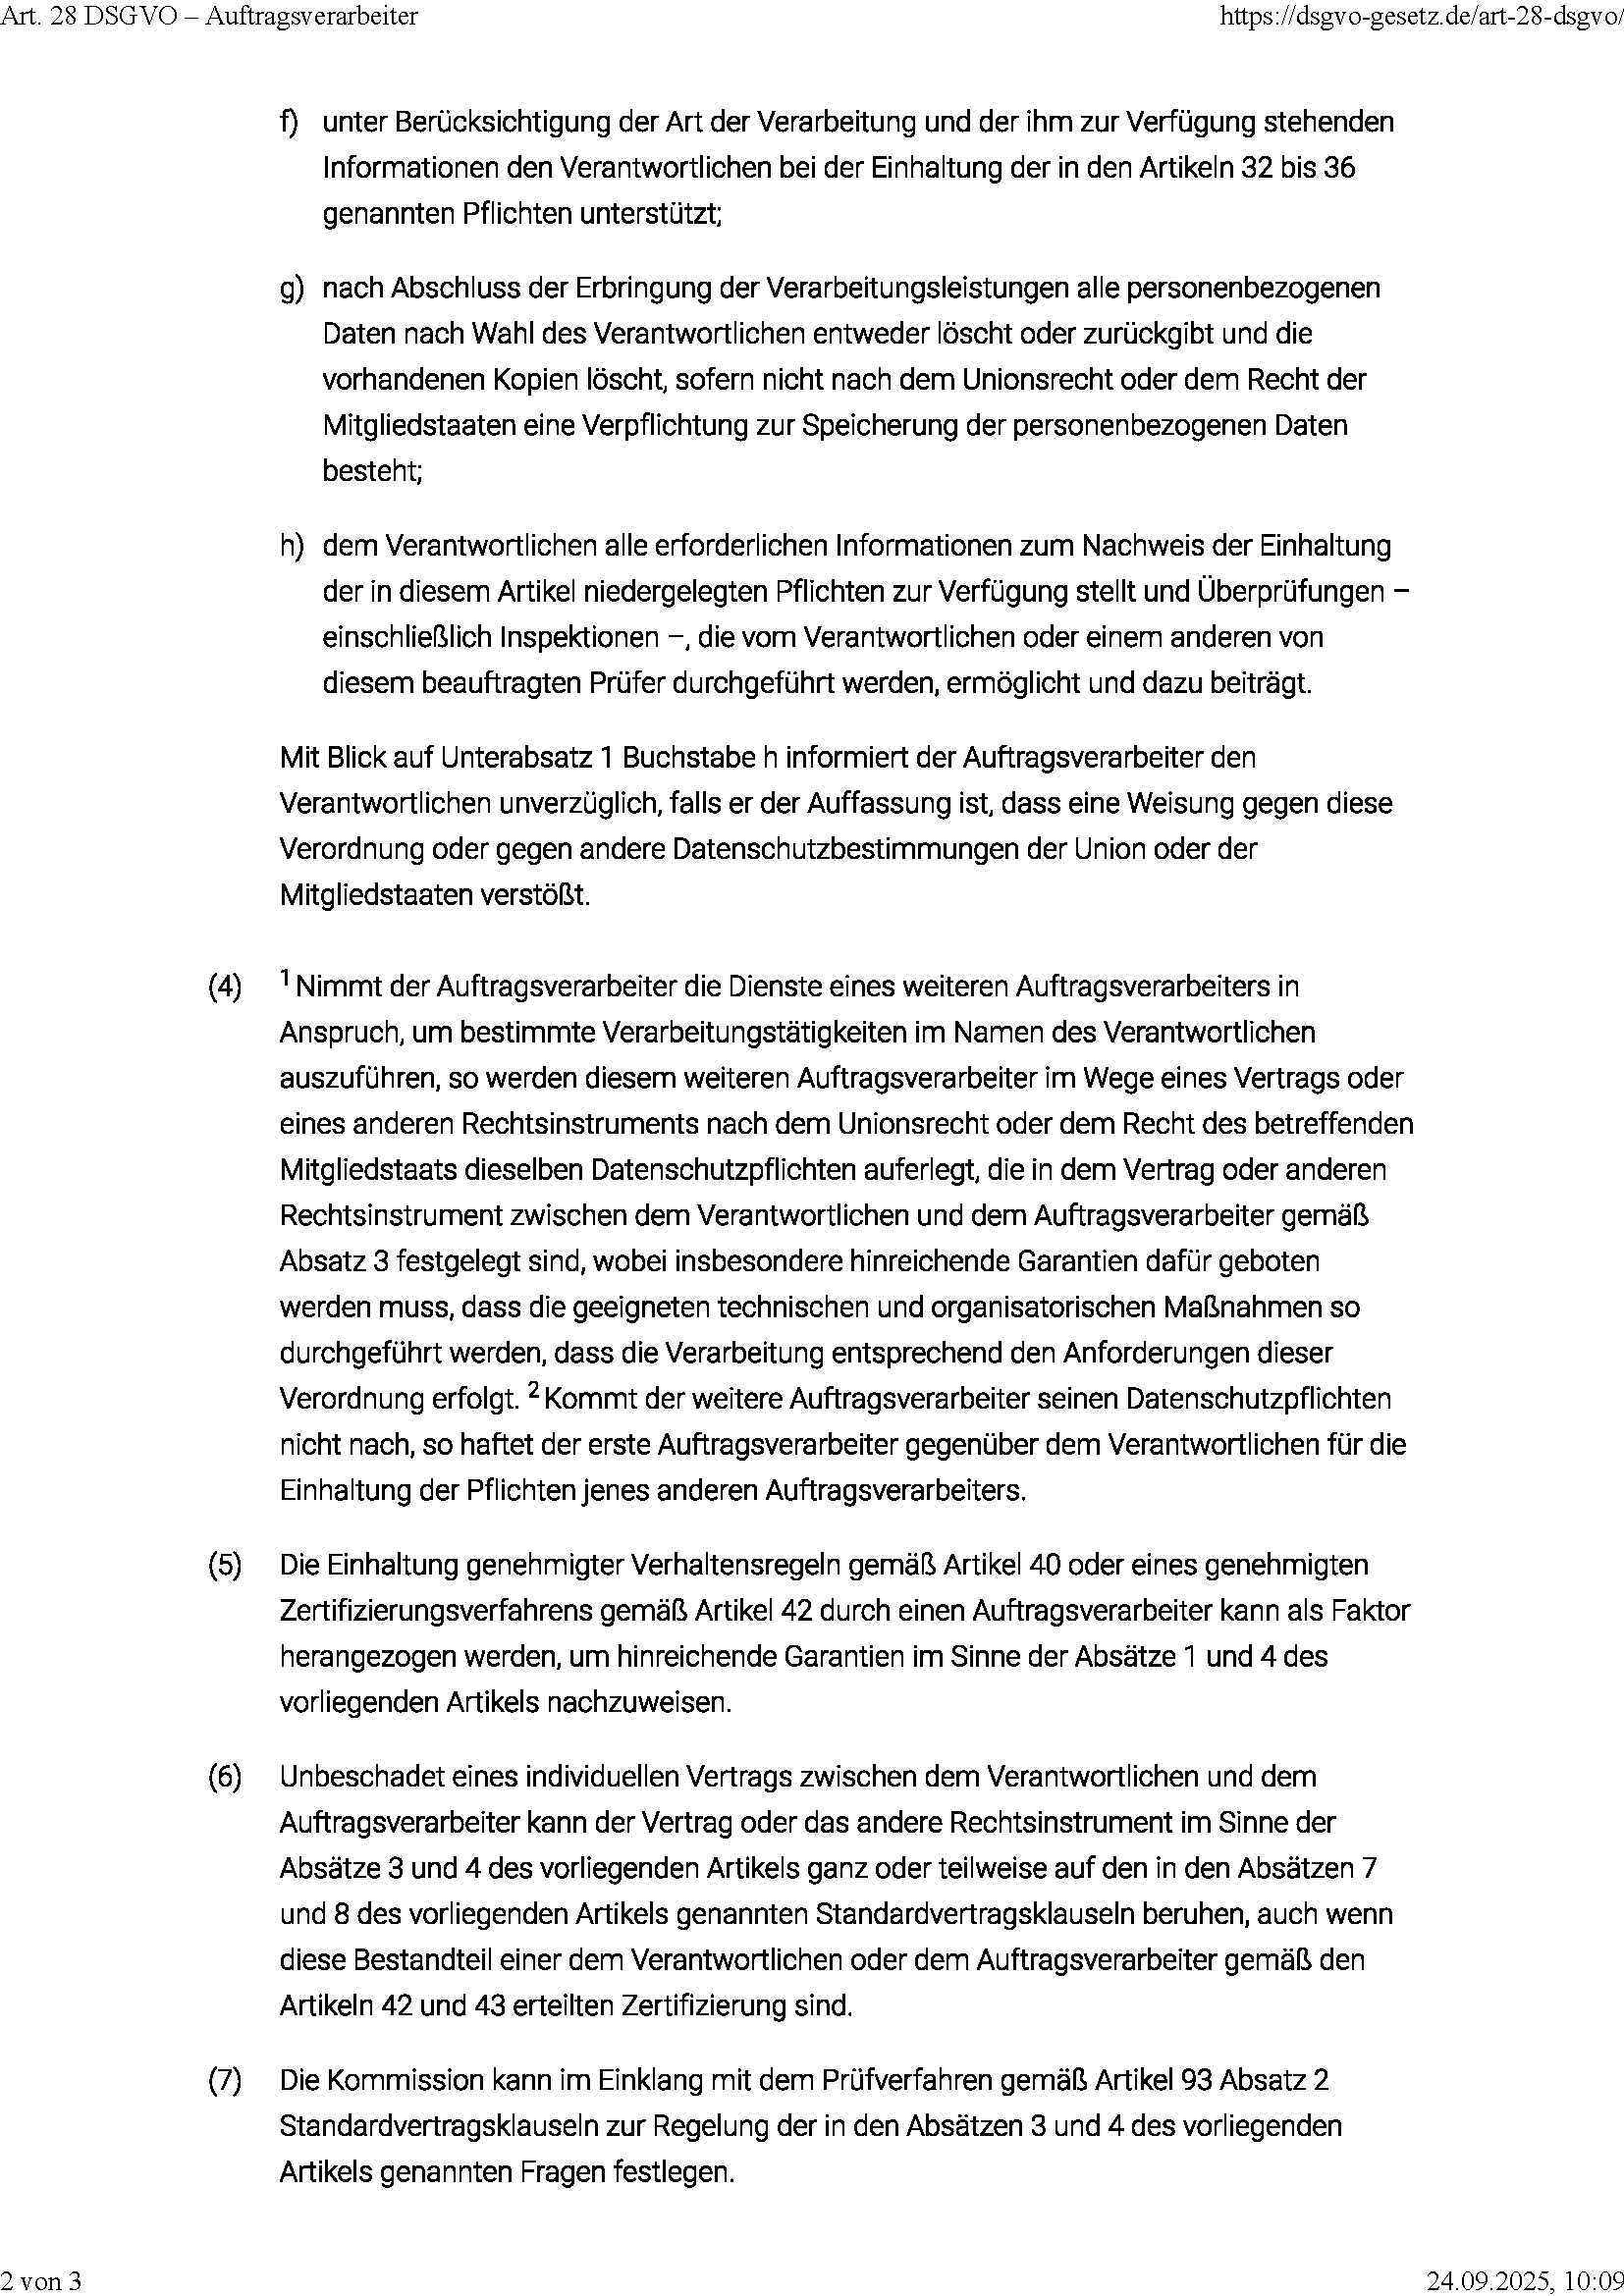 Art. 28 DSGVO – Auftragsverarbeiter https://dsgvo-gesetz.de/art-28-dsgvo/
f) unter Berücksichtigung der Art der Verarbeitung und der ihm zur Verfügung stehenden
Informationen den Verantwortlichen bei der Einhaltung der in den Artikeln 32 bis 36
genannten Pflichten unterstützt;
g) nach Abschluss der Erbringung der Verarbeitungsleistungen alle personenbezogenen
Daten nach Wahl des Verantwortlichen entweder löscht oder zurückgibt und die
vorhandenen Kopien löscht, sofern nicht nach dem Unionsrecht oder dem Recht der
Mitgliedstaaten eine Verpflichtung zur Speicherung der personenbezogenen Daten
besteht;
h) dem Verantwortlichen alle erforderlichen Informationen zum Nachweis der Einhaltung
der in diesem Artikel niedergelegten Pflichten zur Verfügung stellt und Überprüfungen –
einschließlich Inspektionen –, die vom Verantwortlichen oder einem anderen von
diesem beauftragten Prüfer durchgeführt werden, ermöglicht und dazu beiträgt.
Mit Blick auf Unterabsatz 1 Buchstabe h informiert der Auftragsverarbeiter den
Verantwortlichen unverzüglich, falls er der Auffassung ist, dass eine Weisung gegen diese
Verordnung oder gegen andere Datenschutzbestimmungen der Union oder der
Mitgliedstaaten verstößt.
(4) 1 Nimmt der Auftragsverarbeiter die Dienste eines weiteren Auftragsverarbeiters in
Anspruch, um bestimmte Verarbeitungstätigkeiten im Namen des Verantwortlichen
auszuführen, so werden diesem weiteren Auftragsverarbeiter im Wege eines Vertrags oder
eines anderen Rechtsinstruments nach dem Unionsrecht oder dem Recht des betreffenden
Mitgliedstaats dieselben Datenschutzpflichten auferlegt, die in dem Vertrag oder anderen
Rechtsinstrument zwischen dem Verantwortlichen und dem Auftragsverarbeiter gemäß
Absatz 3 festgelegt sind, wobei insbesondere hinreichende Garantien dafür geboten
werden muss, dass die geeigneten technischen und organisatorischen Maßnahmen so
durchgeführt werden, dass die Verarbeitung entsprechend den Anforderungen dieser
Verordnung erfolgt. 2 Kommt der weitere Auftragsverarbeiter seinen Datenschutzpflichten
nicht nach, so haftet der erste Auftragsverarbeiter gegenüber dem Verantwortlichen für die
Einhaltung der Pflichten jenes anderen Auftragsverarbeiters.
(5) Die Einhaltung genehmigter Verhaltensregeln gemäß Artikel 40 oder eines genehmigten
Zertifizierungsverfahrens gemäß Artikel 42 durch einen Auftragsverarbeiter kann als Faktor
herangezogen werden, um hinreichende Garantien im Sinne der Absätze 1 und 4 des
vorliegenden Artikels nachzuweisen.
(6) Unbeschadet eines individuellen Vertrags zwischen dem Verantwortlichen und dem
Auftragsverarbeiter kann der Vertrag oder das andere Rechtsinstrument im Sinne der
Absätze 3 und 4 des vorliegenden Artikels ganz oder teilweise auf den in den Absätzen 7
und 8 des vorliegenden Artikels genannten Standardvertragsklauseln beruhen, auch wenn
diese Bestandteil einer dem Verantwortlichen oder dem Auftragsverarbeiter gemäß den
Artikeln 42 und 43 erteilten Zertifizierung sind.
(7) Die Kommission kann im Einklang mit dem Prüfverfahren gemäß Artikel 93 Absatz 2
Standardvertragsklauseln zur Regelung der in den Absätzen 3 und 4 des vorliegenden
Artikels genannten Fragen festlegen.
2 von 3 24.09.2025, 10:09